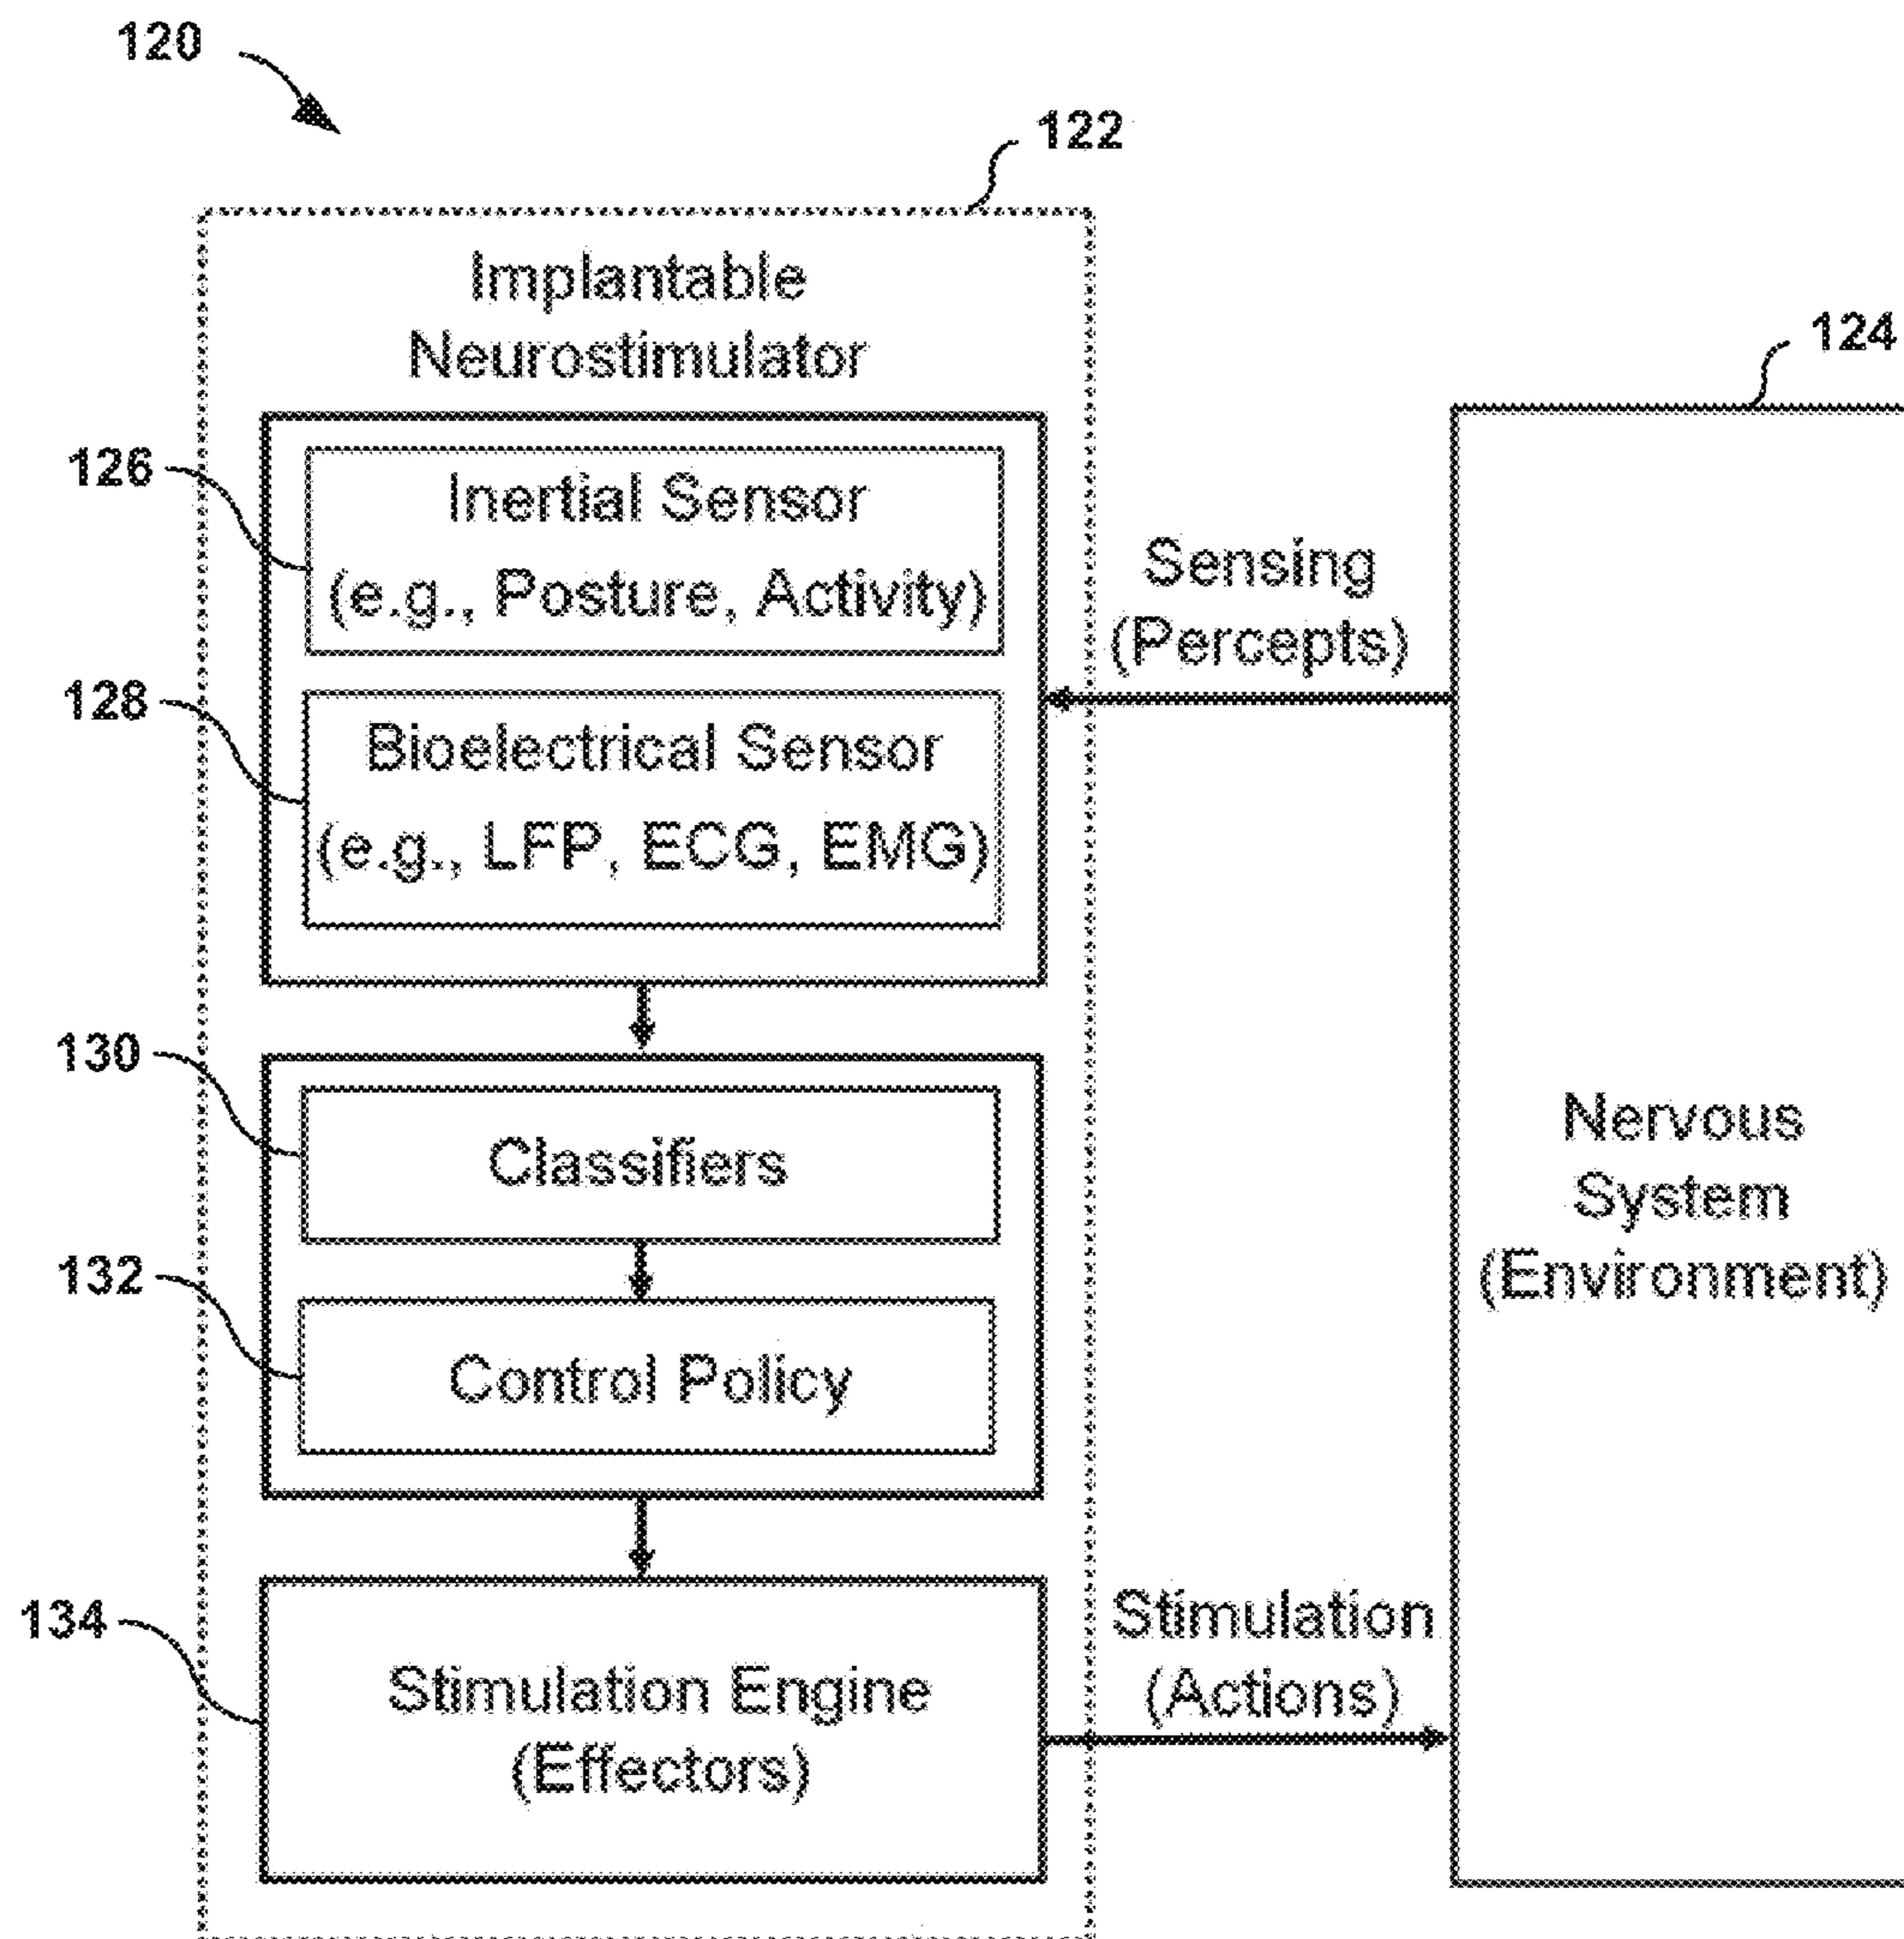 120
122
Implantable
Neurostimulator
124
126
Inertial Sensor
(e.g., Posture, Activity)
Sensing
(Percepts)
128
Bioelectrical Sensor
(e.g., LFP, ECG, EMG)
130
Classifiers
Nervous
System
(Environment)
132
Control Policy
134
Stimulation Engine
(Effectors)
Stimulation
(Actions)